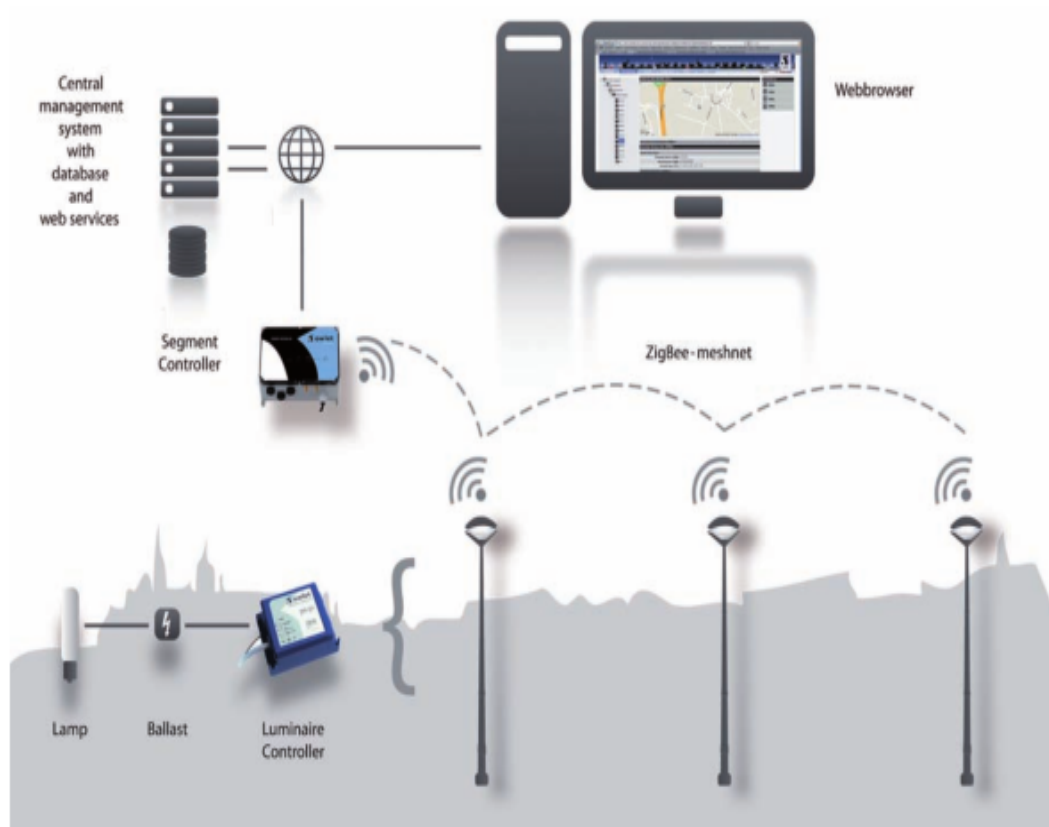 Central
management
system
with
database
and
web services
Webbrowser
Segment
Controller
ZigBee-meshnet
Lamp
Ballast
Luminaire
Controller